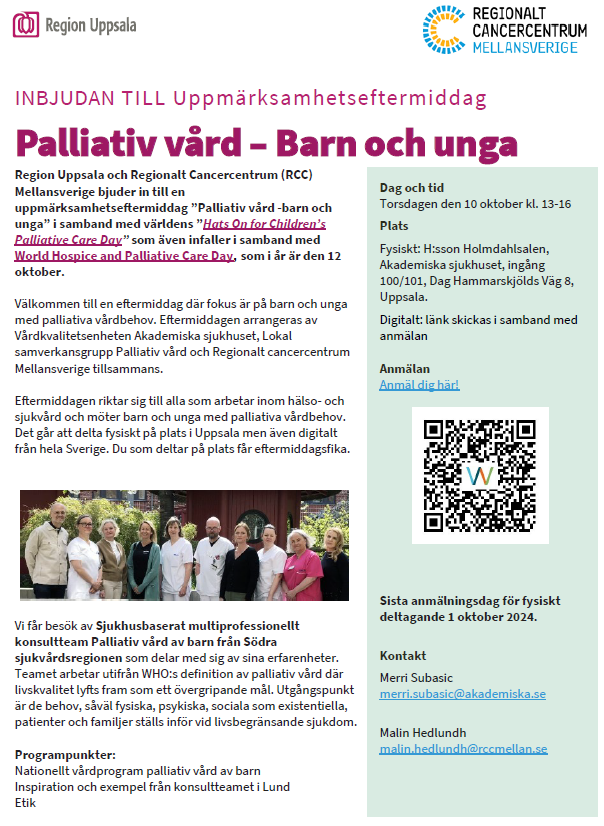 Region Uppsala
REGIONALT
CANCERCENTRUM
MELLANSVERIGE
INBJUDAN TILL Uppmärksamhetseftermiddag
Palliativ vård – Barn och unga
Region Uppsala och Regionalt Cancercentrum (RCC)
Mellansverige bjuder in till en
uppmärksamhetseftermiddag ”Palliativ vård -barn och
unga” i samband med världens ”Hats On for Children’s
Palliative Care Day” som även infaller i samband med
World Hospice and Palliative Care Day, som i år är den 12
oktober.
Välkommen till en eftermiddag där fokus är på barn och unga
med palliativa vårdbehov. Eftermiddagen arrangeras av
Vårdkvalitetsenheten Akademiska sjukhuset, Lokal
samverkansgrupp Palliativ vård och Regionalt cancercentrum
Mellansverige tillsammans.
Eftermiddagen riktar sig till alla som arbetar inom hälso- och
sjukvård och möter barn och unga med palliativa vårdbehov.
Det går att delta fysiskt på plats i Uppsala men även digitalt
från hela Sverige. Du som deltar på plats får eftermiddagsfika.
Vi får besök av Sjukhusbaserat multiprofessionellt
konsultteam Palliativ vård av barn från Södra
sjukvårdsregionen som delar med sig av sina erfarenheter.
Teamet arbetar utifrån WHO:s definition av palliativ vård där
livskvalitet lyfts fram som ett övergripande mål. Utgångspunkt
är de behov, såväl fysiska, psykiska, sociala som existentiella,
patienter och familjer ställs inför vid livsbegränsande sjukdom.
Programpunkter:
Nationellt vårdprogram palliativ vård av barn
Inspiration och exempel från konsultteamet i Lund
Etik
Dag och tid
Torsdagen den 10 oktober kl. 13-16
Plats
Fysiskt: H:sson Holmdahlsalen,
Akademiska sjukhuset, ingång
100/101, Dag Hammarskjölds Väg 8,
Uppsala.
Digitalt: länk skickas i samband med
anmälan
Anmälan
Anmäl dig här!
W
Sista anmälningsdag för fysiskt
deltagande 1 oktober 2024.
Kontakt
Merri Subasic
merri.subasic@akademiska.se
Malin Hedlundh
malin.hedlundh@rccmellan.se